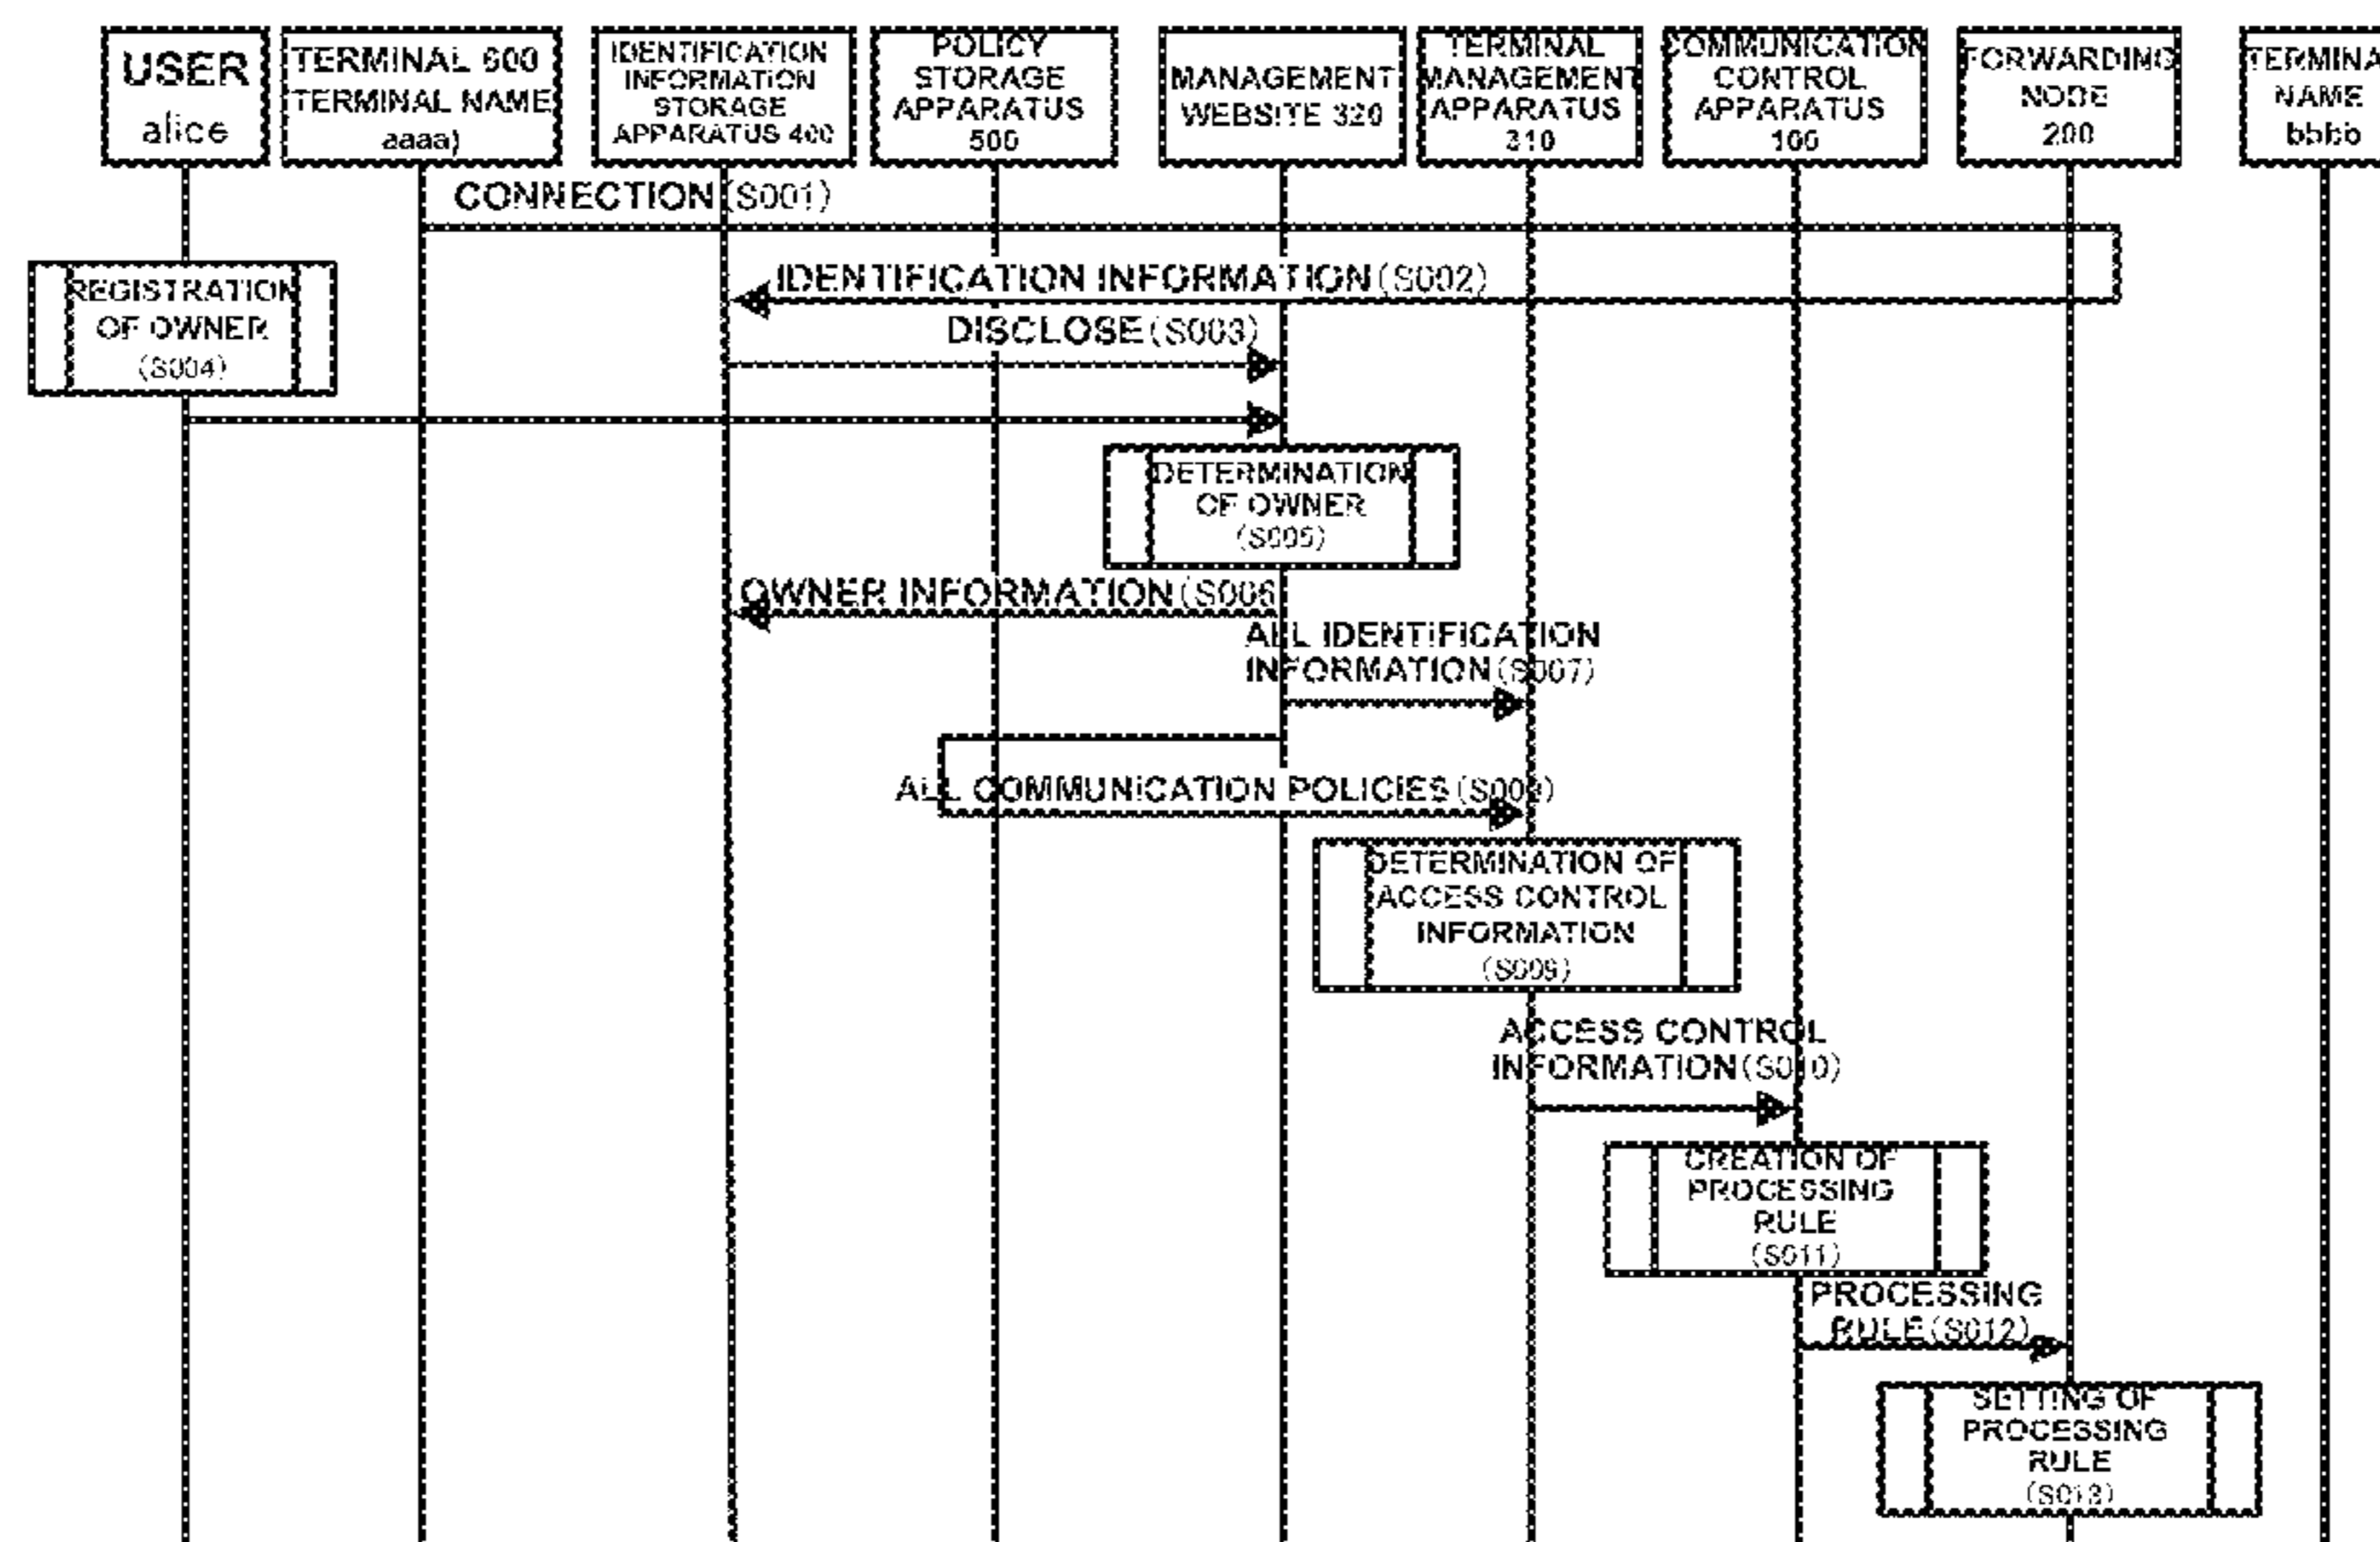 USER
alice
TERMINAL 600
TERMINAL NAME
aaaa)
IDENTIFICATION
INFORMATION
STORAGE
APPARATUS 400
POLICY
STORAGE
APPARATUS
500
MANAGEMENT
WEBSITE 320
TERMINAL
MANAGEMENT
APPARATUS
310
COMMUNICATION
CONTROL
APPARATUS
100
FORWARDING
NODE
200
TERMINA
NAME
bbbb
CONNECTION(S001)
IDENTIFICATION INFORMATION(S002)
DISCLOSE(S003)
REGISTRATION
OF OWNER
(S004)
DETERMINATION
OF OWNER
(S005)
OWNER INFORMATION(S006
ALL IDENTIFICATION
INFORMATION(S007)
ALL COMMUNICATION POLICIES
DETERMINATION OF
ACCESS CONTROL
INFORMATION
(S009)
ACCESS CONTROL
INFORMATION(S010)
CREATION OF
PROCESSING
RULE
(S011)
PROCESSING
RULE(S012)
SETTING OF
PROCESSING
RULE
(S013)